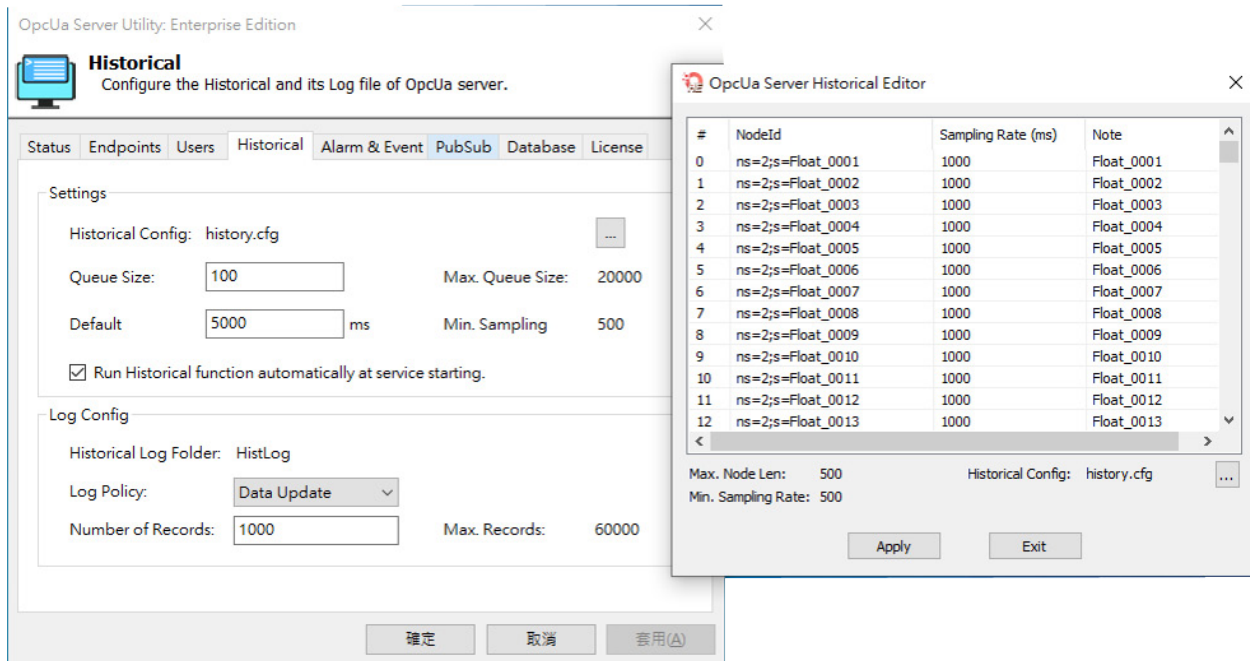 OpcUa Server Utility: Enterprise Edition
Historical
Configure the Historical and its Log file of OpcUa server.
Status Endpoints Users Historical Alarm & Event PubSub Database License
Settings
Historical Config: history.cfg ...
Queue Size: 100 Max. Queue Size: 20000
Default 5000 ms Min. Sampling 500
Run Historical function automatically at service starting.
Log Config
Historical Log Folder: HistLog
Log Policy: Data Update
Number of Records: 1000 Max. Records: 60000
確定 取消 套用(A)
OpcUa Server Historical Editor
# NodeId Sampling Rate (ms) Note
0 ns=2;s=Float_0001 1000 Float_0001
1 ns=2;s=Float_0002 1000 Float_0002
2 ns=2;s=Float_0003 1000 Float_0003
3 ns=2;s=Float_0004 1000 Float_0004
4 ns=2;s=Float_0005 1000 Float_0005
5 ns=2;s=Float_0006 1000 Float_0006
6 ns=2;s=Float_0007 1000 Float_0007
7 ns=2;s=Float_0008 1000 Float_0008
8 ns=2;s=Float_0009 1000 Float_0009
9 ns=2;s=Float_0010 1000 Float_0010
10 ns=2;s=Float_0011 1000 Float_0011
11 ns=2;s=Float_0012 1000 Float_0012
12 ns=2;s=Float_0013 1000 Float_0013
Max. Node Len: 500 Historical Config: history.cfg ...
Min. Sampling Rate: 500
Apply Exit